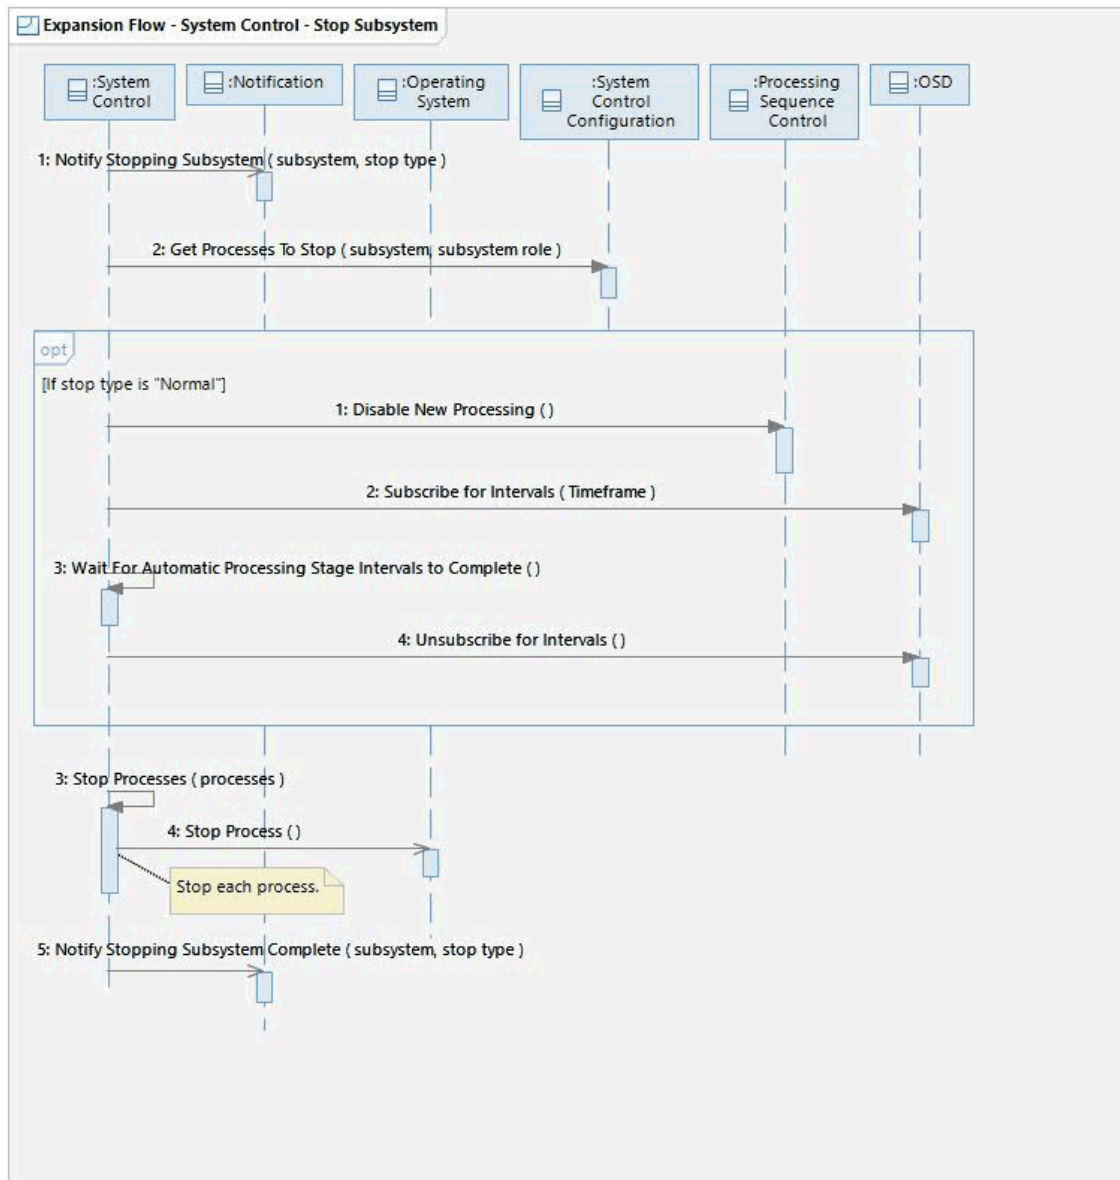 Expansion Flow - System Control - Stop Subsystem
:System
Control
:Notification
:Operating
System
:System
Control
Configuration
:Processing
Sequence
Control
:OSD
1: Notify Stopping Subsystem ( subsystem, stop type )
2: Get Processes To Stop ( subsystem, subsystem role )
opt
[If stop type is "Normal"]
1: Disable New Processing ( )
2: Subscribe for Intervals ( Timeframe )
3: Wait For Automatic Processing Stage Intervals to Complete ( )
4: Unsubscribe for Intervals ( )
3: Stop Processes ( processes )
4: Stop Process ( )
Stop each process.
5: Notify Stopping Subsystem Complete ( subsystem, stop type )